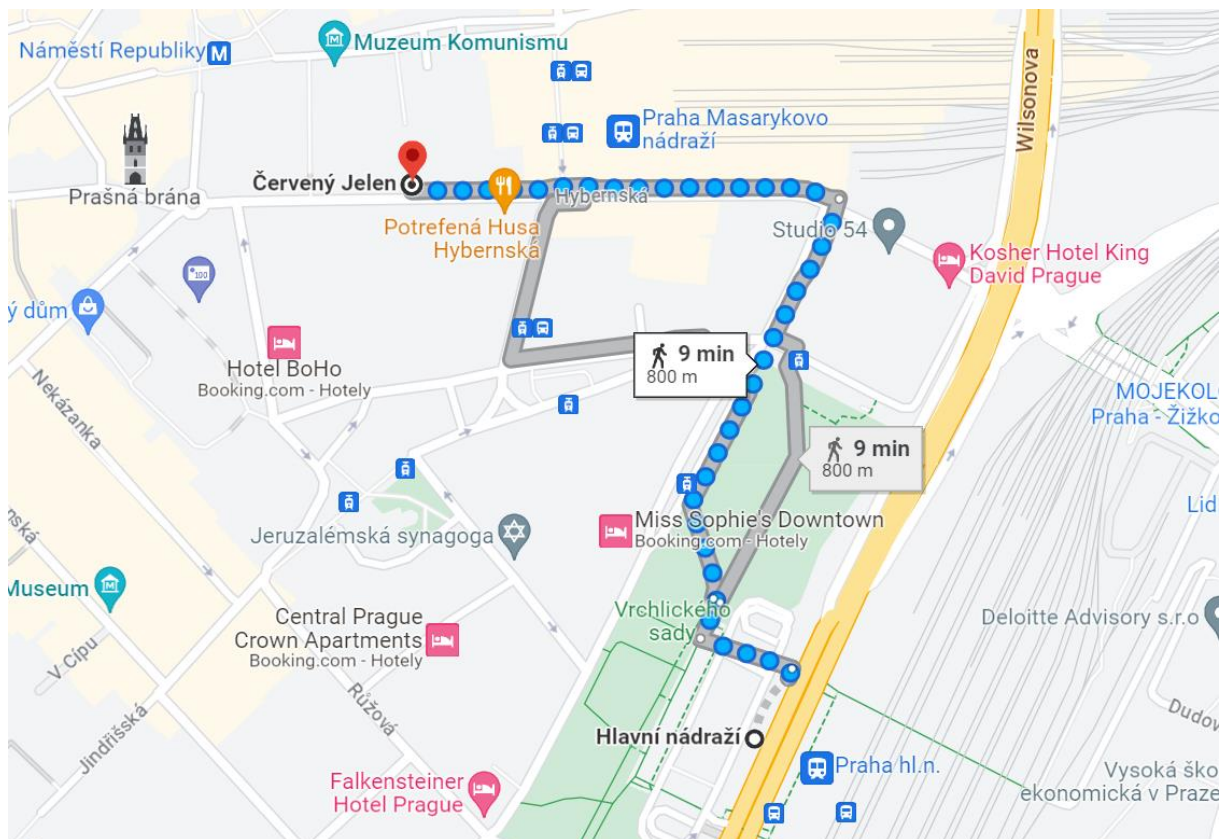 Náměstí Republiky M
Muzeum Komunismu
Wilsonova
Praha Masarykovo
nádraží
Prašná brána
Červený Jelen
Hybernská
Potrefená Husa
Hybernská
Studio 54
Kosher Hotel King
David Prague
100
ý dům
Hotel BoHo
Booking.com - Hotely
9 min
800 m
MOJEKOL
Praha - Žižko
Nekázanka
9 min
800 m
Lid
nská
Jeruzalémská synagoga
Miss Sophie's Downtown
Booking.com - Hotely
Museum
Central Prague
Crown Apartments
Booking.com - Hotely
Vrchlického
sady
Deloitte Advisory s.r.o
V Cípu
Růžová
Jindřišská
Dudov
Hlavní nádraží
Praha hl.n.
Falkensteiner
Hotel Prague
Vysoká ško
ekonomická v Praze